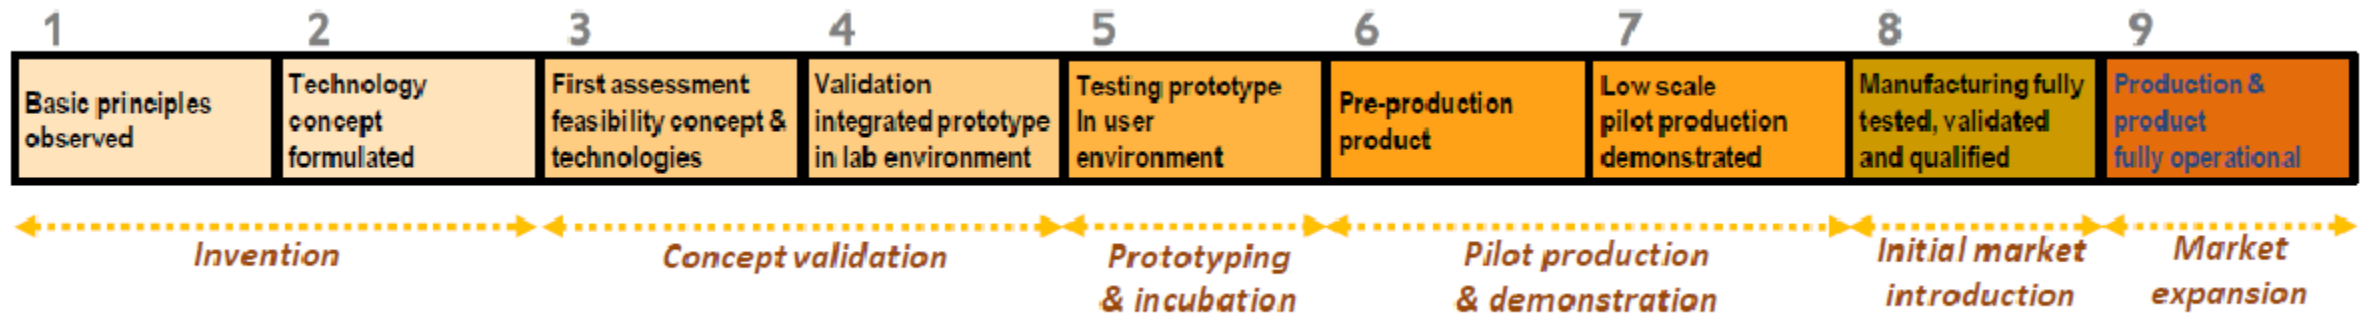 1 2 3 4 5 6 7 8 9
Basic principles
observed
Technology
concept
formulated
First assessment
feasibility concept &
technologies
Validation
integrated prototype
in lab environment
Testing prototype
In user
environment
Pre-production
product
Low scale
pilot production
demonstrated
Manufacturing fully
tested, validated
and qualified
Production &
product
fully operational
Invention
Concept validation
Prototyping
& incubation
Pilot production
& demonstration
Initial market
introduction
Market
expansion